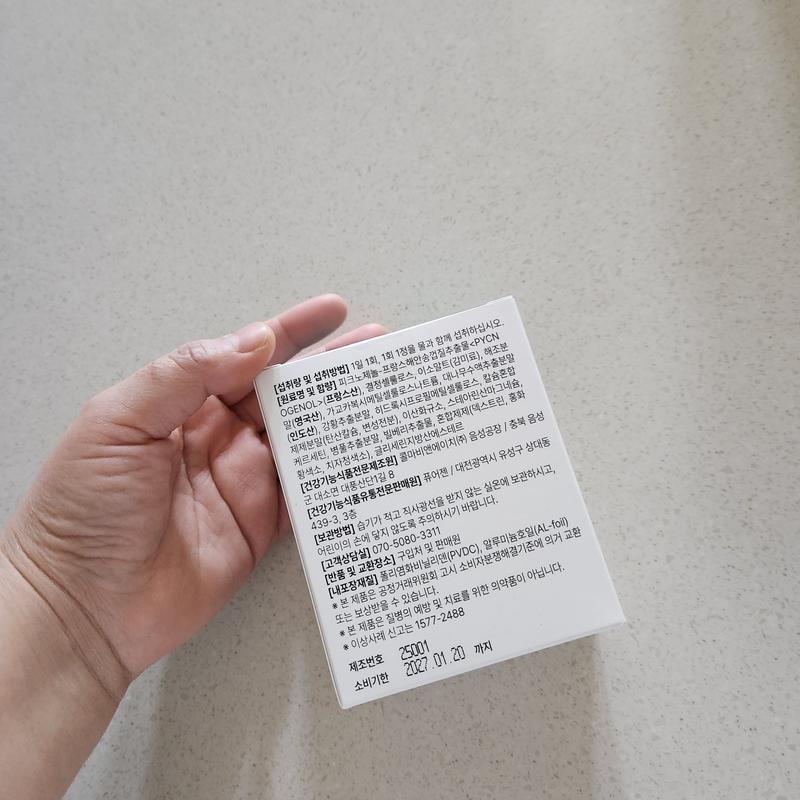 [섭취량 및 섭취방법] 1일 1회, 1회 1정을 물과 함께 섭취하십시오.
[원료명 및 함량] 피크노제놀-프랑스해안송껍질추출물<PYCN
OGENOL>(프랑스산), 결정셀룰로스, 이소말트(감미료), 해조분
말(영국산), 가교카복시메틸셀룰로스나트륨, 대나무수액추출분말
(인도산), 강황추출분말, 히드록시프로필메틸셀룰로스, 칼슘혼합
제제분말(탄산칼슘, 변성전분), 이산화규소, 스테아린산마그네슘,
케르세틴, 병풀추출분말, 빌베리추출물, 혼합제제(덱스트린, 홍화
황색소, 치자청색소), 글리세린지방산에스테르
[건강기능식품전문제조원] 콜마비앤에이치(주) 음성공장 | 충북 음성
군 대소면 대풍산단1길 8
[건강기능식품유통전문판매원] 퓨어젠 | 대전광역시 유성구 상대동
439-3, 3층
[보관방법] 습기가 적고 직사광선을 받지 않는 실온에 보관하시고,
어린이의 손에 닿지 않도록 주의하시기 바랍니다.
[고객상담실] 070-5080-3311
[반품 및 교환장소] 구입처 및 판매원
[내포장재질] 폴리염화비닐리덴(PVDC), 알루미늄호일(AL-foil)
※ 본 제품은 공정거래위원회 고시 소비자분쟁해결기준에 의거 교환
또는 보상받을 수 있습니다.
※ 본 제품은 질병의 예방 및 치료를 위한 의약품이 아닙니다.
※ 이상사례 신고는 1577-2488
제조번호 25001
소비기한 2027.01.20 까지